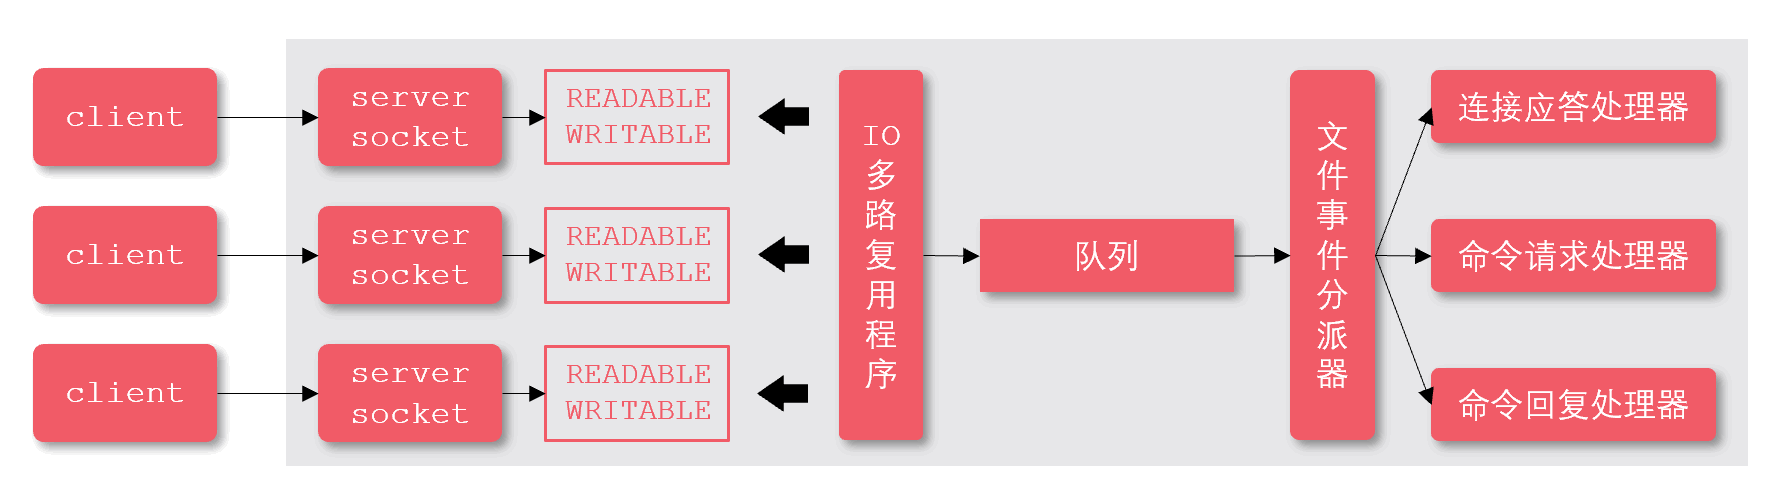 client
server
socket
READABLE
WRITABLE
client
server
socket
READABLE
WRITABLE
client
server
socket
READABLE
WRITABLE
IO
多
路
复
用
程
序
队列
文
件
事
件
分
派
器
连接应答处理器
命令请求处理器
命令回复处理器